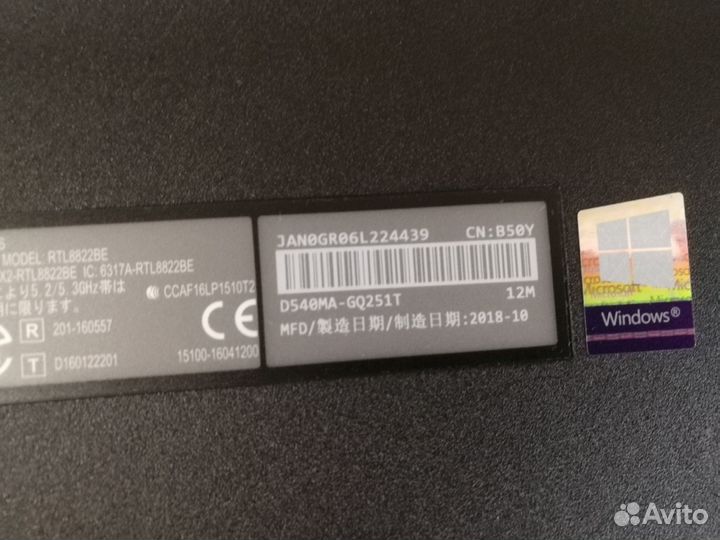 S
MODEL RTL8822BE
X2-RTL8822BE IC: 6317A-RTL8822BE
により5.2/5.3GHz帯は
ます。
CCAF16LP1510T2
R 201-160557
CE
T D160122201
15100-16041200
JAN0GR06L224439 CN:B50Y
D540MA-GQ251T 12M
MFD/製造日期/制造日期:2018-10
Microsoft
Windows®
Avito